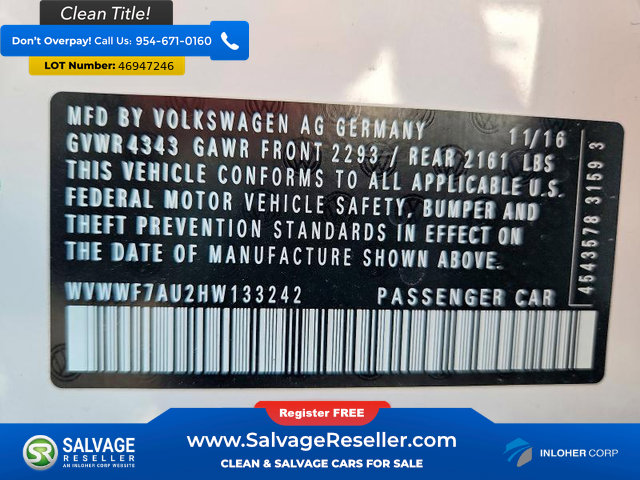 Clean Title!
Don't Overpay! Call Us: 954-671-0160
LOT Number: 46947246
MFD BY VOLKSWAGEN AG GERMANY 11/16
GVWR 4343 GAWR FRONT 2293 / REAR 2161 LBS
THIS VEHICLE CONFORMS TO ALL APPLICABLE U.S.
FEDERAL MOTOR VEHICLE SAFETY, BUMPER AND
THEFT PREVENTION STANDARDS IN EFFECT ON
THE DATE OF MANUFACTURE SHOWN ABOVE.
WVWWF7AU2HW133242 PASSENGER CAR
4543578 3159 3
Register FREE
SALVAGE
RESELLER
AN INLOHER CORP WEBSITE
www.SalvageReseller.com
CLEAN & SALVAGE CARS FOR SALE
INLOHER CORP